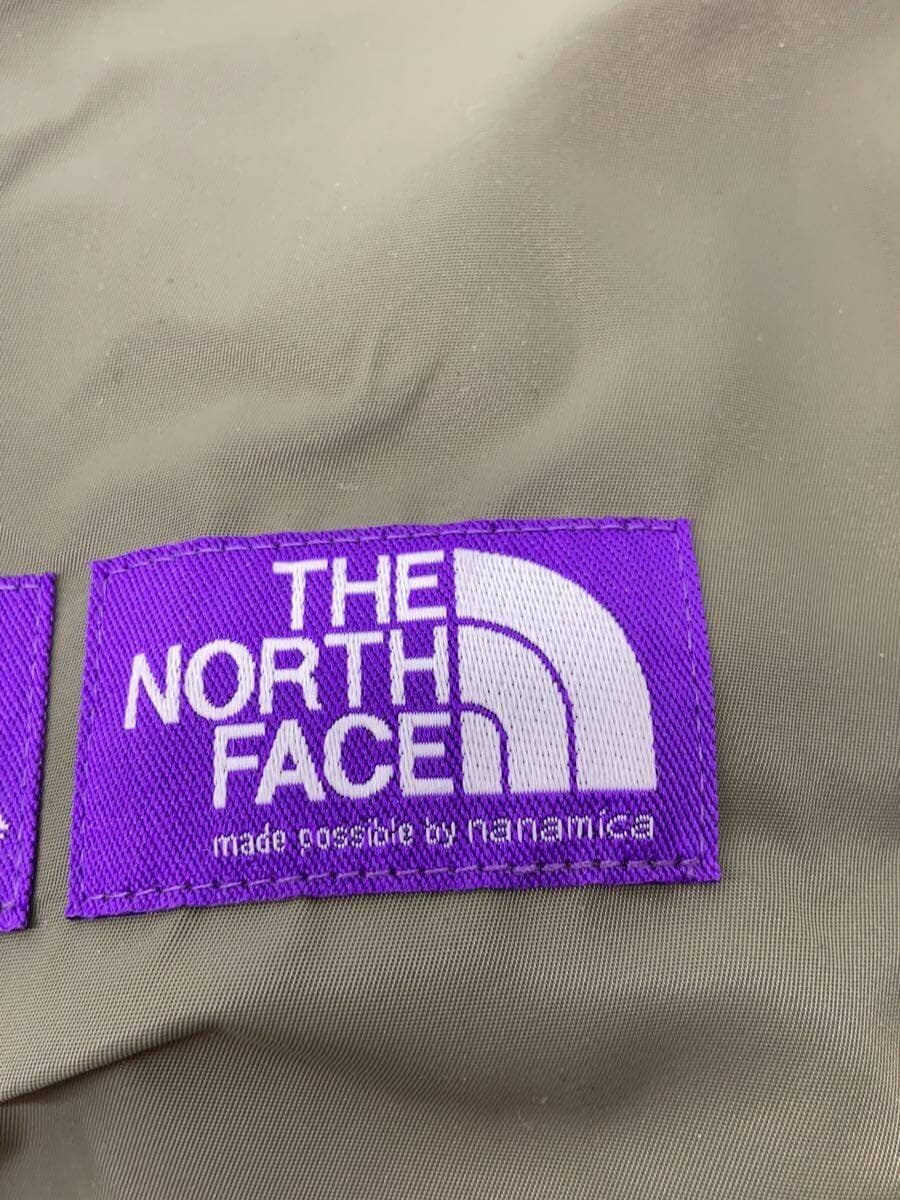 THE
NORTH
FACE
made possible by nanamica